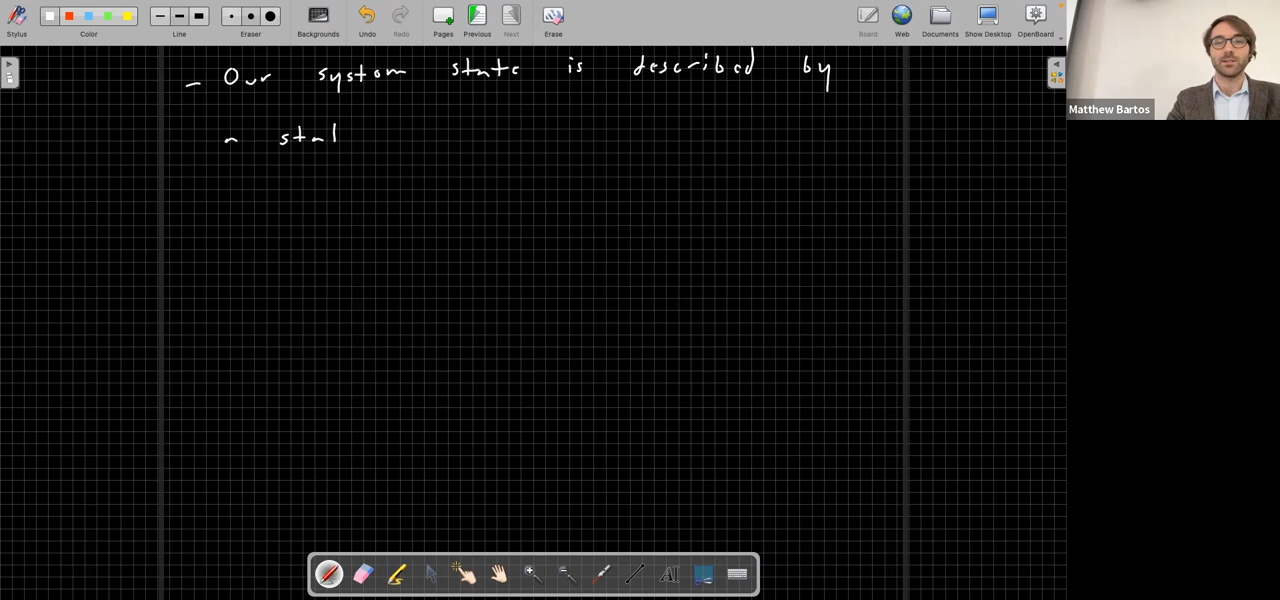 Stylus
Color
Line
Eraser
Backgrounds
Undo
Redo
Pages
Previous
Next
Erase
Board
Web
Documents
Show Desktop
OpenBoard
Matthew Bartos
- Our system state is described by
a stat
AI